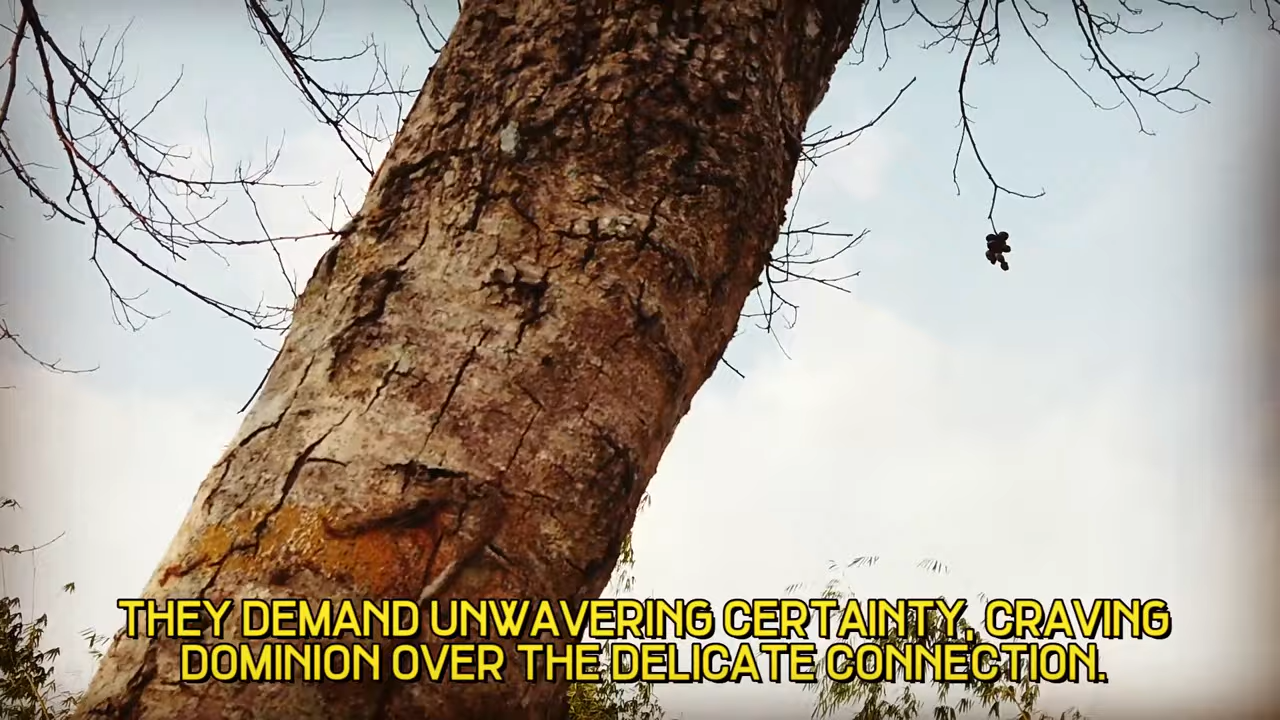 THEY DEMAND UNWAVERING CERTAINTY, CRAVING
DOMINION OVER THE DELICATE CONNECTION.